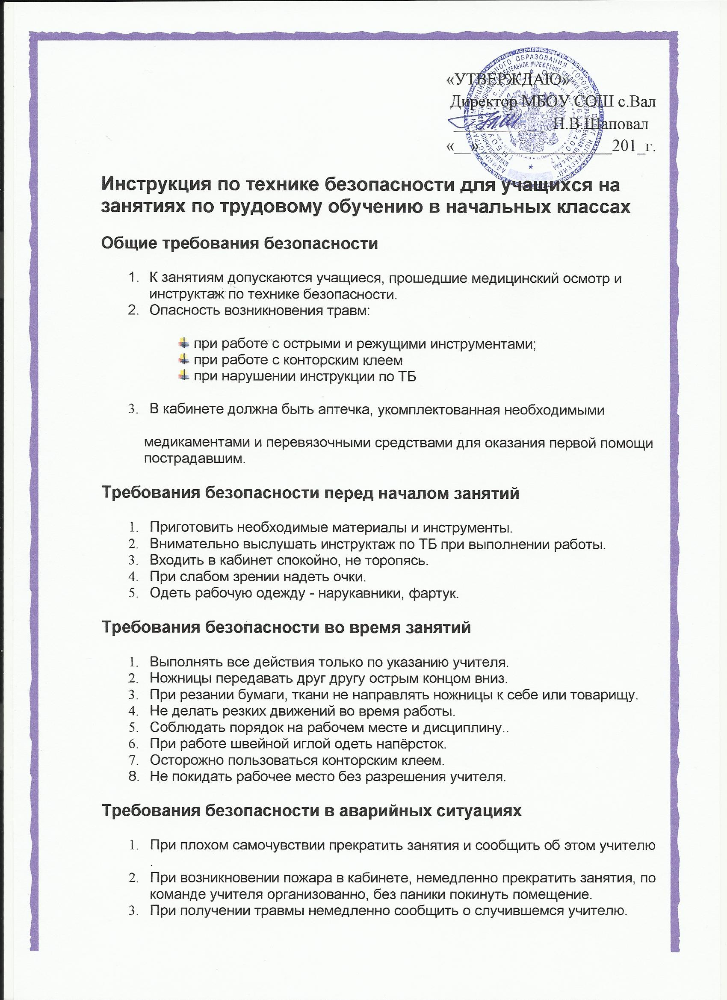 «УТВЕРЖДАЮ»
Директор МБОУ СОШ с.Вал
___________ Н.В.Шаповал
«__»________________201_г.
Инструкция по технике безопасности для учащихся на
занятиях по трудовому обучению в начальных классах
Общие требования безопасности
1. К занятиям допускаются учащиеся, прошедшие медицинский осмотр и
инструктаж по технике безопасности.
2. Опасность возникновения травм:
при работе с острыми и режущими инструментами;
при работе с конторским клеем
при нарушении инструкции по ТБ
3. В кабинете должна быть аптечка, укомплектованная необходимыми
медикаментами и перевязочными средствами для оказания первой помощи
пострадавшим.
Требования безопасности перед началом занятий
1. Приготовить необходимые материалы и инструменты.
2. Внимательно выслушать инструктаж по ТБ при выполнении работы.
3. Входить в кабинет спокойно, не торопясь.
4. При слабом зрении надеть очки.
5. Одеть рабочую одежду - нарукавники, фартук.
Требования безопасности во время занятий
1. Выполнять все действия только по указанию учителя.
2. Ножницы передавать друг другу острым концом вниз.
3. При резании бумаги, ткани не направлять ножницы к себе или товарищу.
4. Не делать резких движений во время работы.
5. Соблюдать порядок на рабочем месте и дисциплину..
6. При работе швейной иглой одеть напёрсток.
7. Осторожно пользоваться конторским клеем.
8. Не покидать рабочее место без разрешения учителя.
Требования безопасности в аварийных ситуациях
1. При плохом самочувствии прекратить занятия и сообщить об этом учителю
.
2. При возникновении пожара в кабинете, немедленно прекратить занятия, по
команде учителя организованно, без паники покинуть помещение.
3. При получении травмы немедленно сообщить о случившемся учителю.